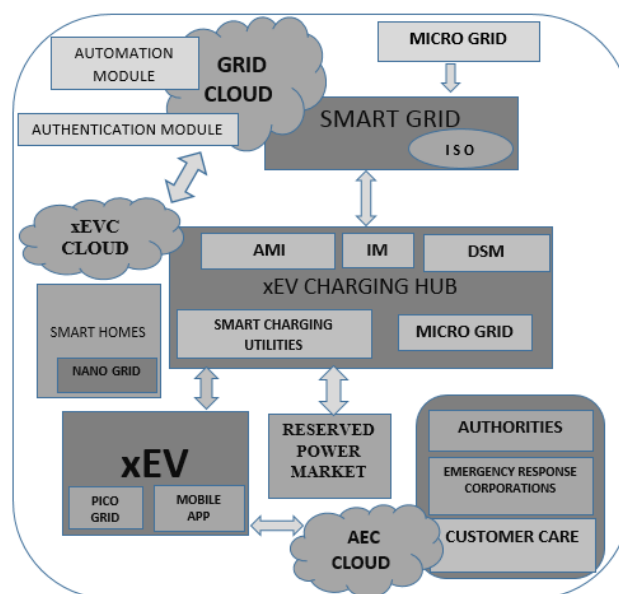 AUTOMATION
MODULE
GRID
CLOUD
MICRO GRID
AUTHENTICATION MODULE
SMART GRID
I S O
xEVC
CLOUD
AMI
IM
DSM
xEV CHARGING HUB
SMART CHARGING
UTILITIES
MICRO GRID
SMART HOMES
NANO GRID
xEV
PICO
GRID
MOBILE
APP
RESERVED
POWER
MARKET
AUTHORITIES
EMERGENCY RESPONSE
CORPORATIONS
CUSTOMER CARE
AEC
CLOUD